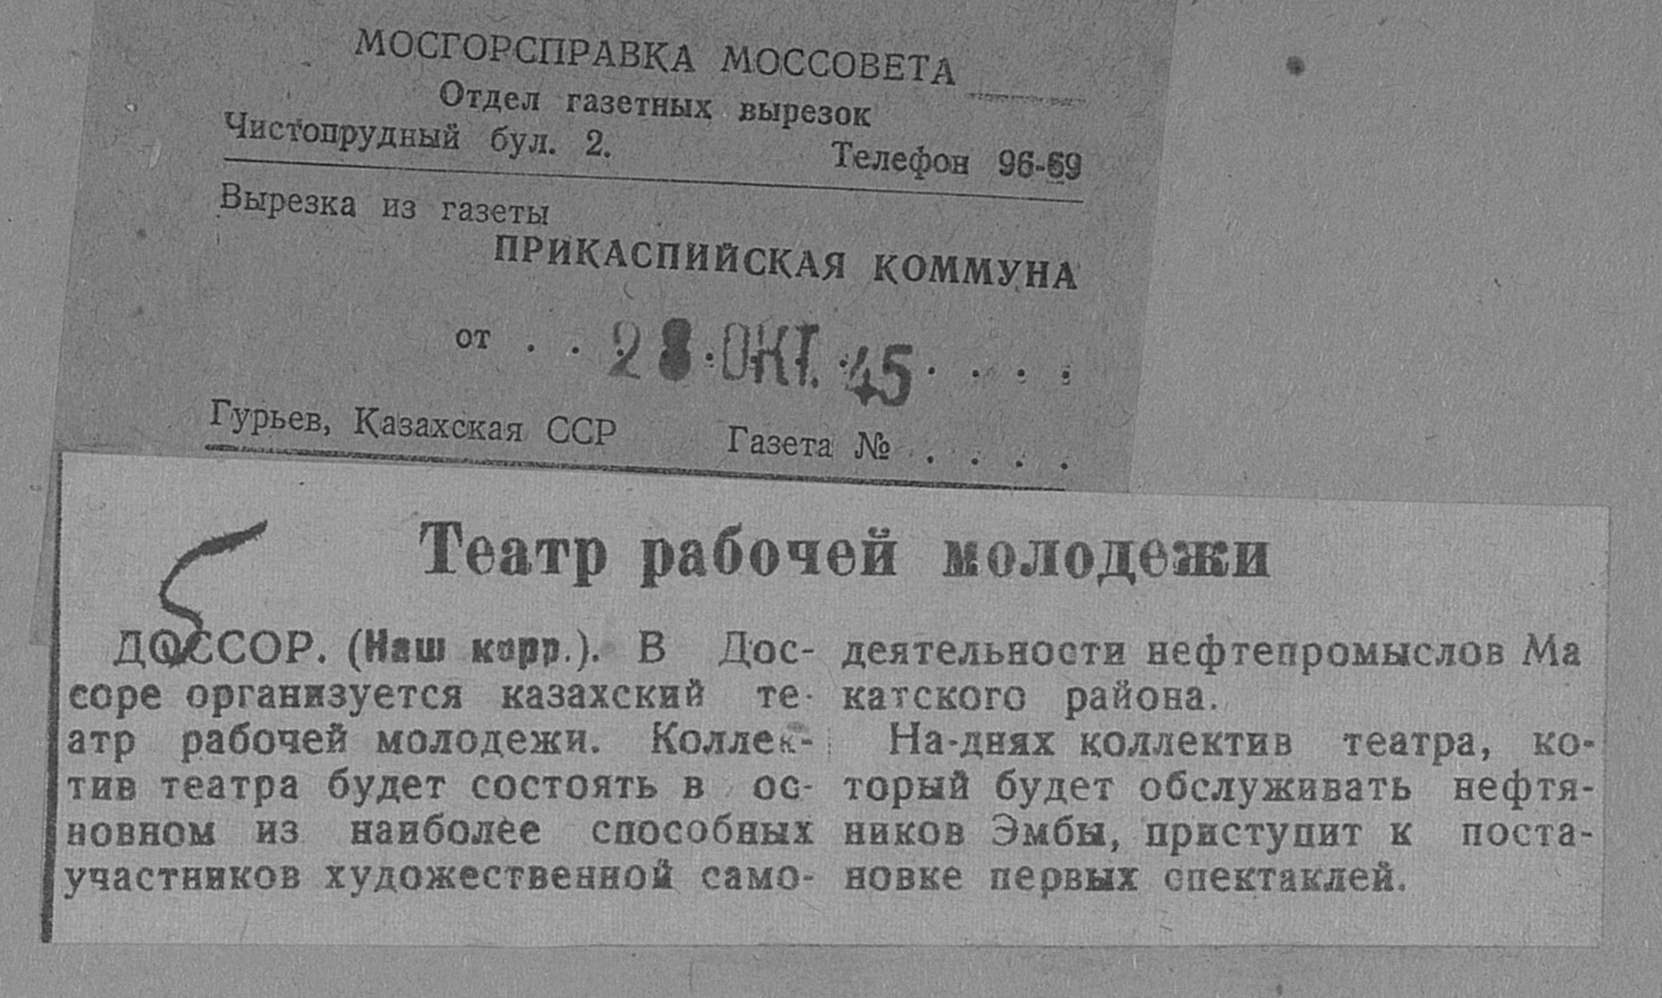 МОСГОРСПРАВКА МОССОВЕТА
Отдел газетных вырезок
Чистопрудный бул. 2. Телефон 96-69
Вырезка из газеты
ПРИКАСПИЙСКАЯ КОММУНА
от . . 28 ОКТ. 45 . . . .
Гурьев, Казахская ССР Газета № . . . .
Театр рабочей молодежи
ДОССОР. (Наш корр.). В Дос-
соре организуется казахский те-
атр рабочей молодежи. Коллек-
тив театра будет состоять в ос-
новном из наиболее способных
участников художественной само-
деятельности нефтепромыслов Ма
катского района.
На-днях коллектив театра, ко-
торый будет обслуживать нефтя-
ников Эмбы, приступит к поста-
новке первых спектаклей.